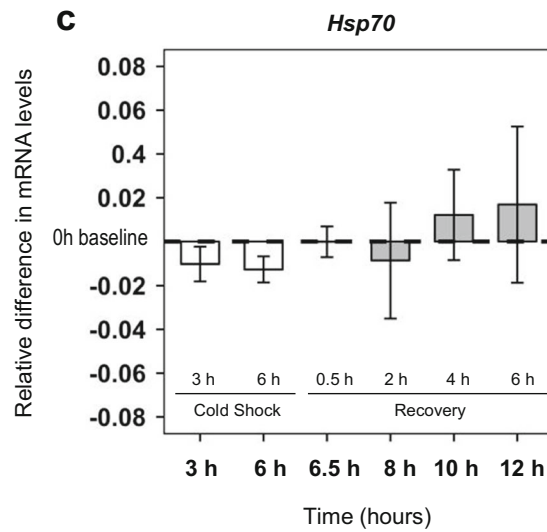 c
Hsp70
Relative difference in mRNA levels
0.08
0.06
0.4
0.02
0h baseline
-0.02
-0.04
-0.06
-0.08
3 h 6 h 0.5 h 2 h 4 h 6 h
Cold Shock Recovery
3 h 6 h 6.5 h 8 h 10 h 12 h
Time (hours)